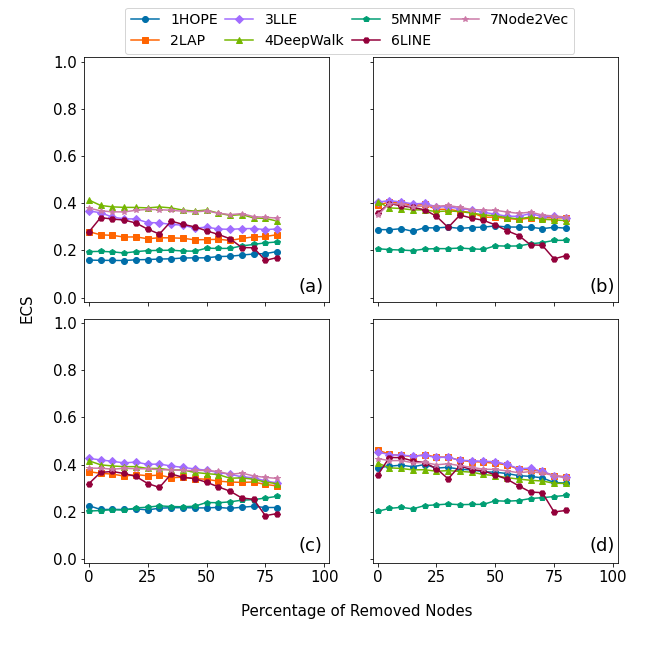 1HOPE 3LLE 5MNMF 7Node2Vec
2LAP 4DeepWalk 6LINE
1.0
0.8
0.6
0.4
0.2
0.0
(a) (b)
ECS
1.0
0.8
0.6
0.4
0.2
0.0
(c) (d)
0 25 50 75 100 0 25 50 75 100
Percentage of Removed Nodes